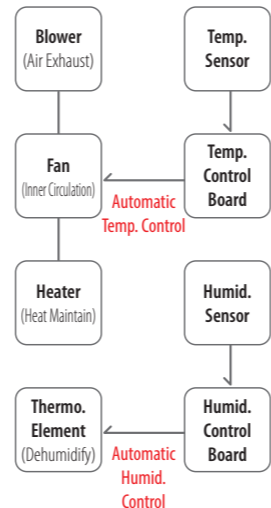 Blower
(Air Exhaust)
Temp.
Sensor
Fan
(Inner Circulation)
Temp.
Control
Board
Automatic
Temp. Control
Heater
(Heat Maintain)
Humid.
Sensor
Thermo.
Element
(Dehumidify)
Humid.
Control
Board
Automatic
Humid.
Control